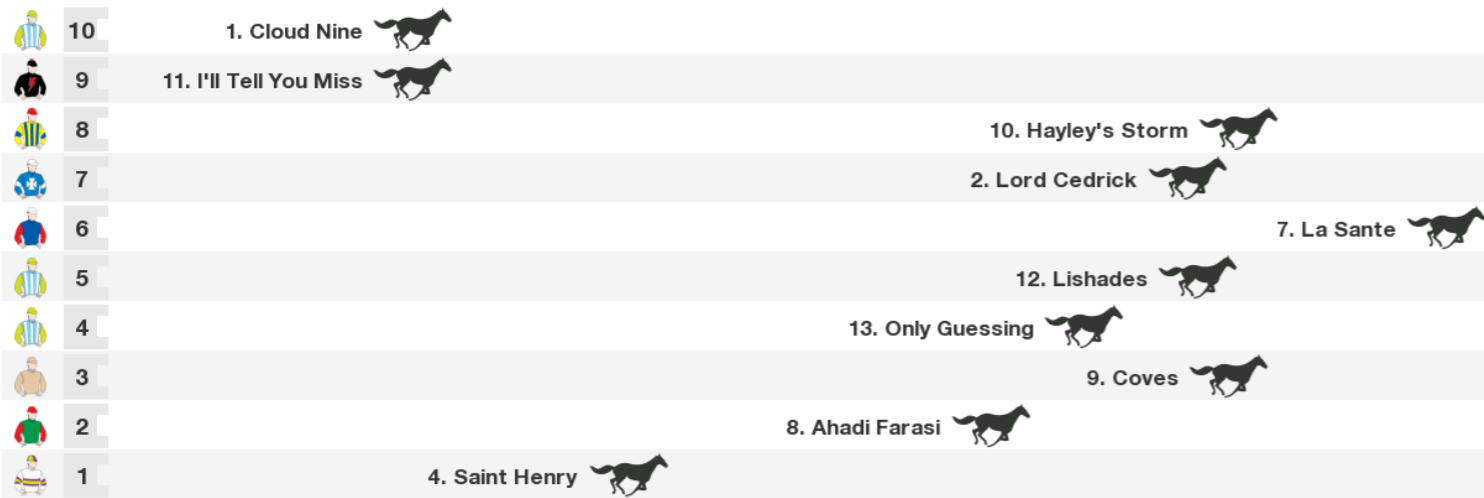 10 1. Cloud Nine
9 11. I'll Tell You Miss
8 10. Hayley's Storm
7 2. Lord Cedrick
6 7. La Sante
5 12. Lishades
4 13. Only Guessing
3 9. Coves
2 8. Ahadi Farasi
1 4. Saint Henry